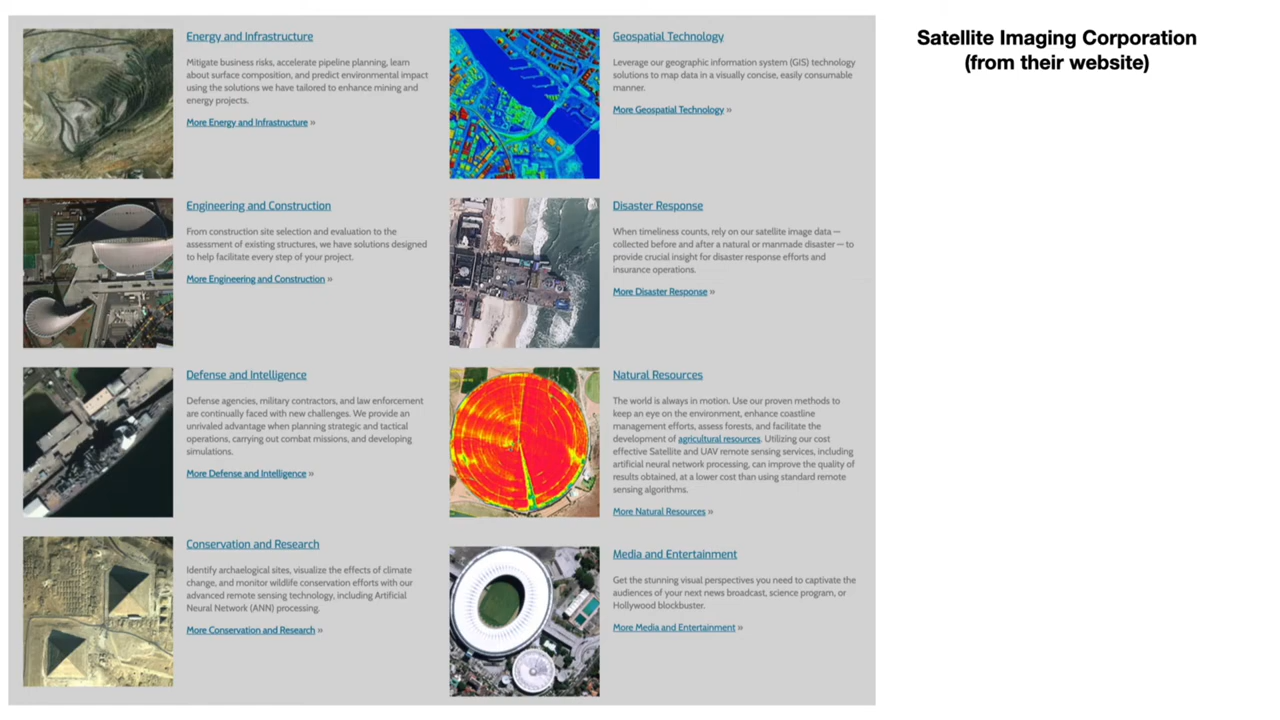 Satellite Imaging Corporation
(from their website)
Energy and Infrastructure
Mitigate business risks, accelerate pipeline planning, learn
about surface composition, and predict environmental impact
using the solutions we have tailored to enhance mining and
energy projects.
More Energy and Infrastructure »
Engineering and Construction
From construction site selection and evaluation to the
assessment of existing structures, we have solutions designed
to help facilitate every step of your project.
More Engineering and Construction »
Defense and Intelligence
Defense agencies, military contractors, and law enforcement
are continually faced with new challenges. We provide an
unrivaled advantage when planning strategic and tactical
operations, carrying out combat missions, and developing
simulations.
More Defense and Intelligence »
Conservation and Research
Identify archaelogical sites, visualize the effects of climate
change, and monitor wildlife conservation efforts with our
advanced remote sensing technology, including Artificial
Neural Network (ANN) processing.
More Conservation and Research »
Geospatial Technology
Leverage our geographic information system (GIS) technology
solutions to map data in a visually concise, easily consumable
manner.
More Geospatial Technology »
Disaster Response
When timeliness counts, rely on our satellite image data —
collected before and after a natural or manmade disaster — to
provide crucial insight for disaster response efforts and
insurance operations.
More Disaster Response »
Natural Resources
The world is always in motion. Use our proven methods to
keep an eye on the environment, enhance coastline
management efforts, assess forests, and facilitate the
development of agricultural resources. Utilizing our cost
effective Satellite and UAV remote sensing services, including
artificial neural network processing, can improve the quality of
results obtained, at a lower cost than using standard remote
sensing algorithms.
More Natural Resources »
Media and Entertainment
Get the stunning visual perspectives you need to captivate the
audiences of your next news broadcast, science program, or
Hollywood blockbuster.
More Media and Entertainment »